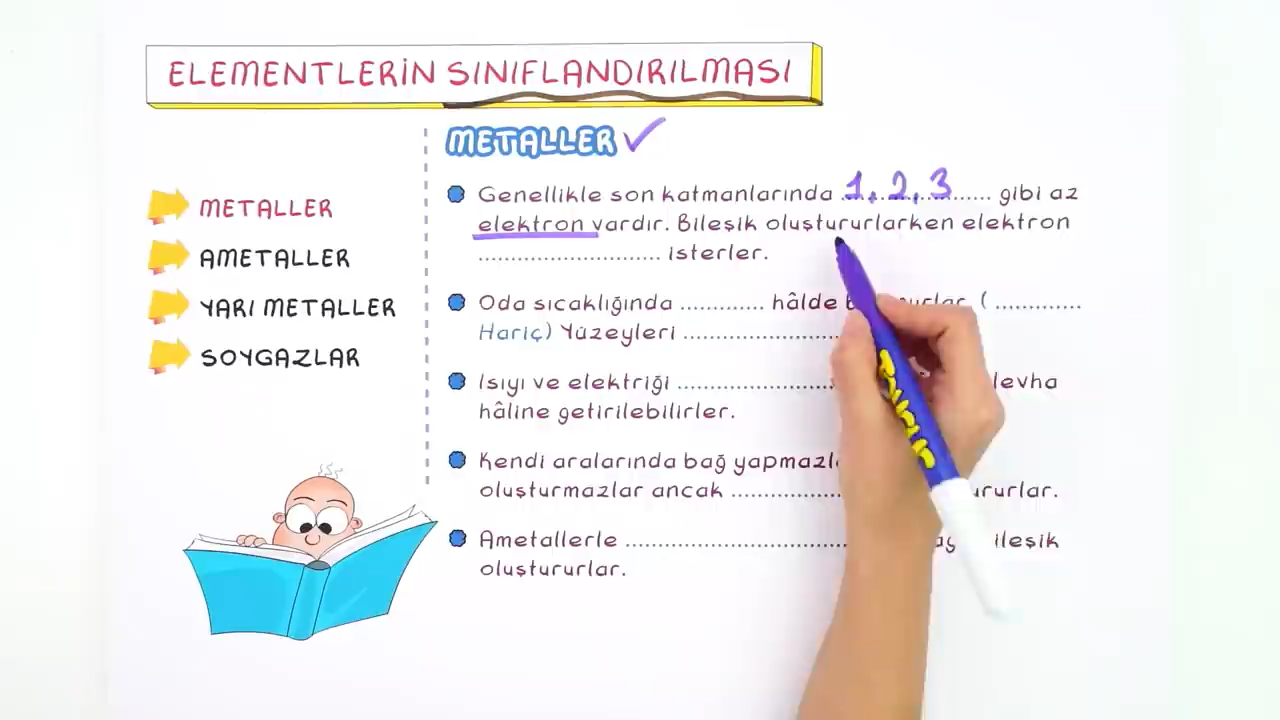 ELEMENTLERİN SINIFLANDIRILMASI
METALLER
AMETALLER
YARI METALLER
SOYGAZLAR
METALLER ✓
Genellikle son katmanlarında 1, 2, 3 ...... gibi az
elektron vardır. Bileşik oluştururlarken elektron
............................ isterler.
Oda sıcaklığında ............ hâlde (.............
Hariç) Yüzeyleri ........................
Isıyı ve elektriği ........................ levha
hâline getirilebilirler.
Kendi aralarında bağ
oluşturmazlar ancak ................
Ametallerle ..................................
oluştururlar.